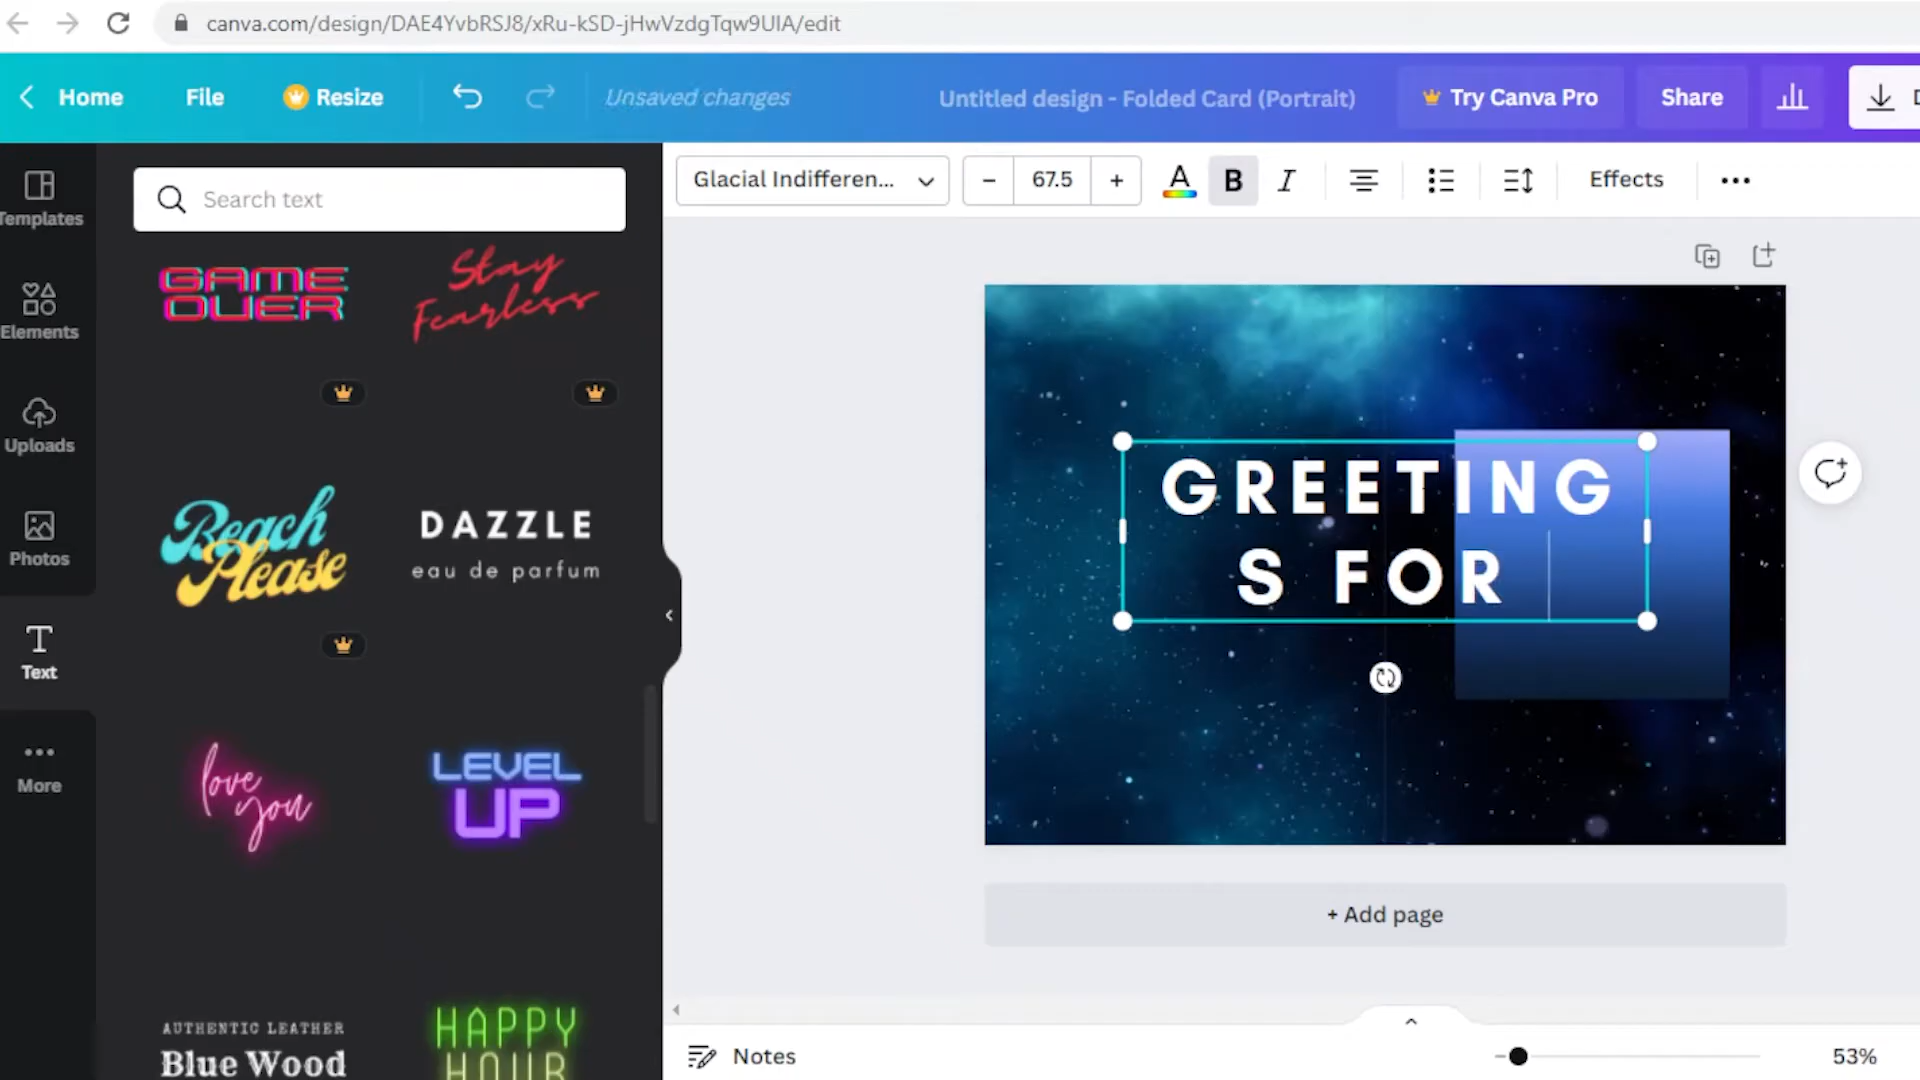 canva.com/design/DAE4YvbRSJ8/xRu-kSD-jHwVzdgTqw9UIA/edit
Home File Resize Unsaved changes Untitled design - Folded Card (Portrait) Try Canva Pro Share
Templates
Elements
Uploads
Photos
Text
More
Search text
GAME
OVER
Stay
Fearless
Beach
Please
DAZZLE
eau de parfum
love
you
LEVEL
UP
AUTHENTIC LEATHER
Blue Wood
HAPPY
HOUR
Glacial Indifferen... − 67.5 + A B I Effects
GREETING
S FOR
+ Add page
Notes 53%